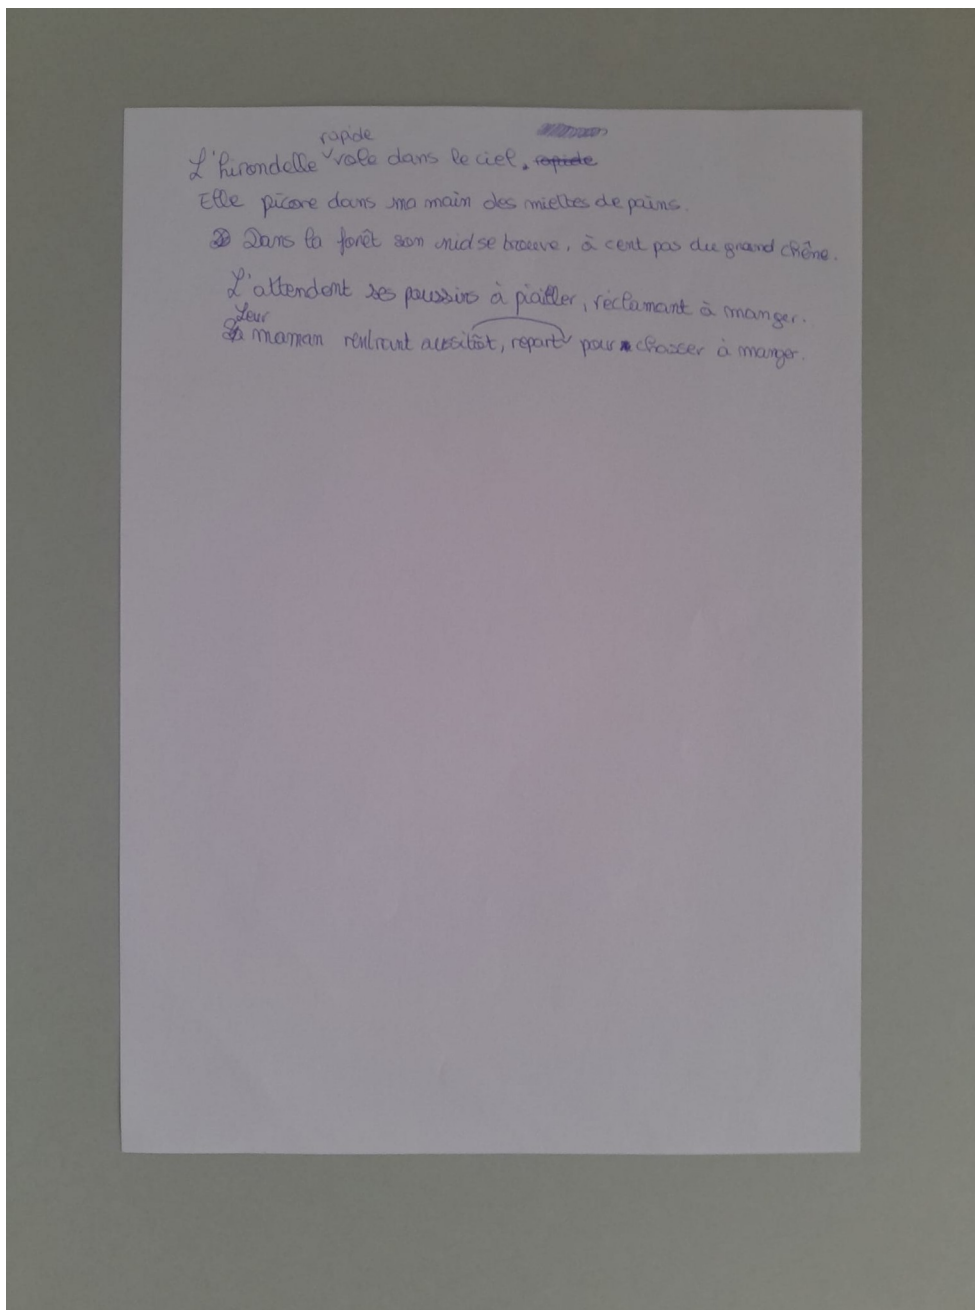 L'hirondelle rapide vole dans le ciel. rapide
Elle picore dans ma main des miettes de pains.
Dans la forêt son nid se trouve, à cent pas du grand chêne.
L'attendent ses poussins à piailler, réclamant à manger.
Leur maman rentrant aussitôt, repart pour chasser à manger.